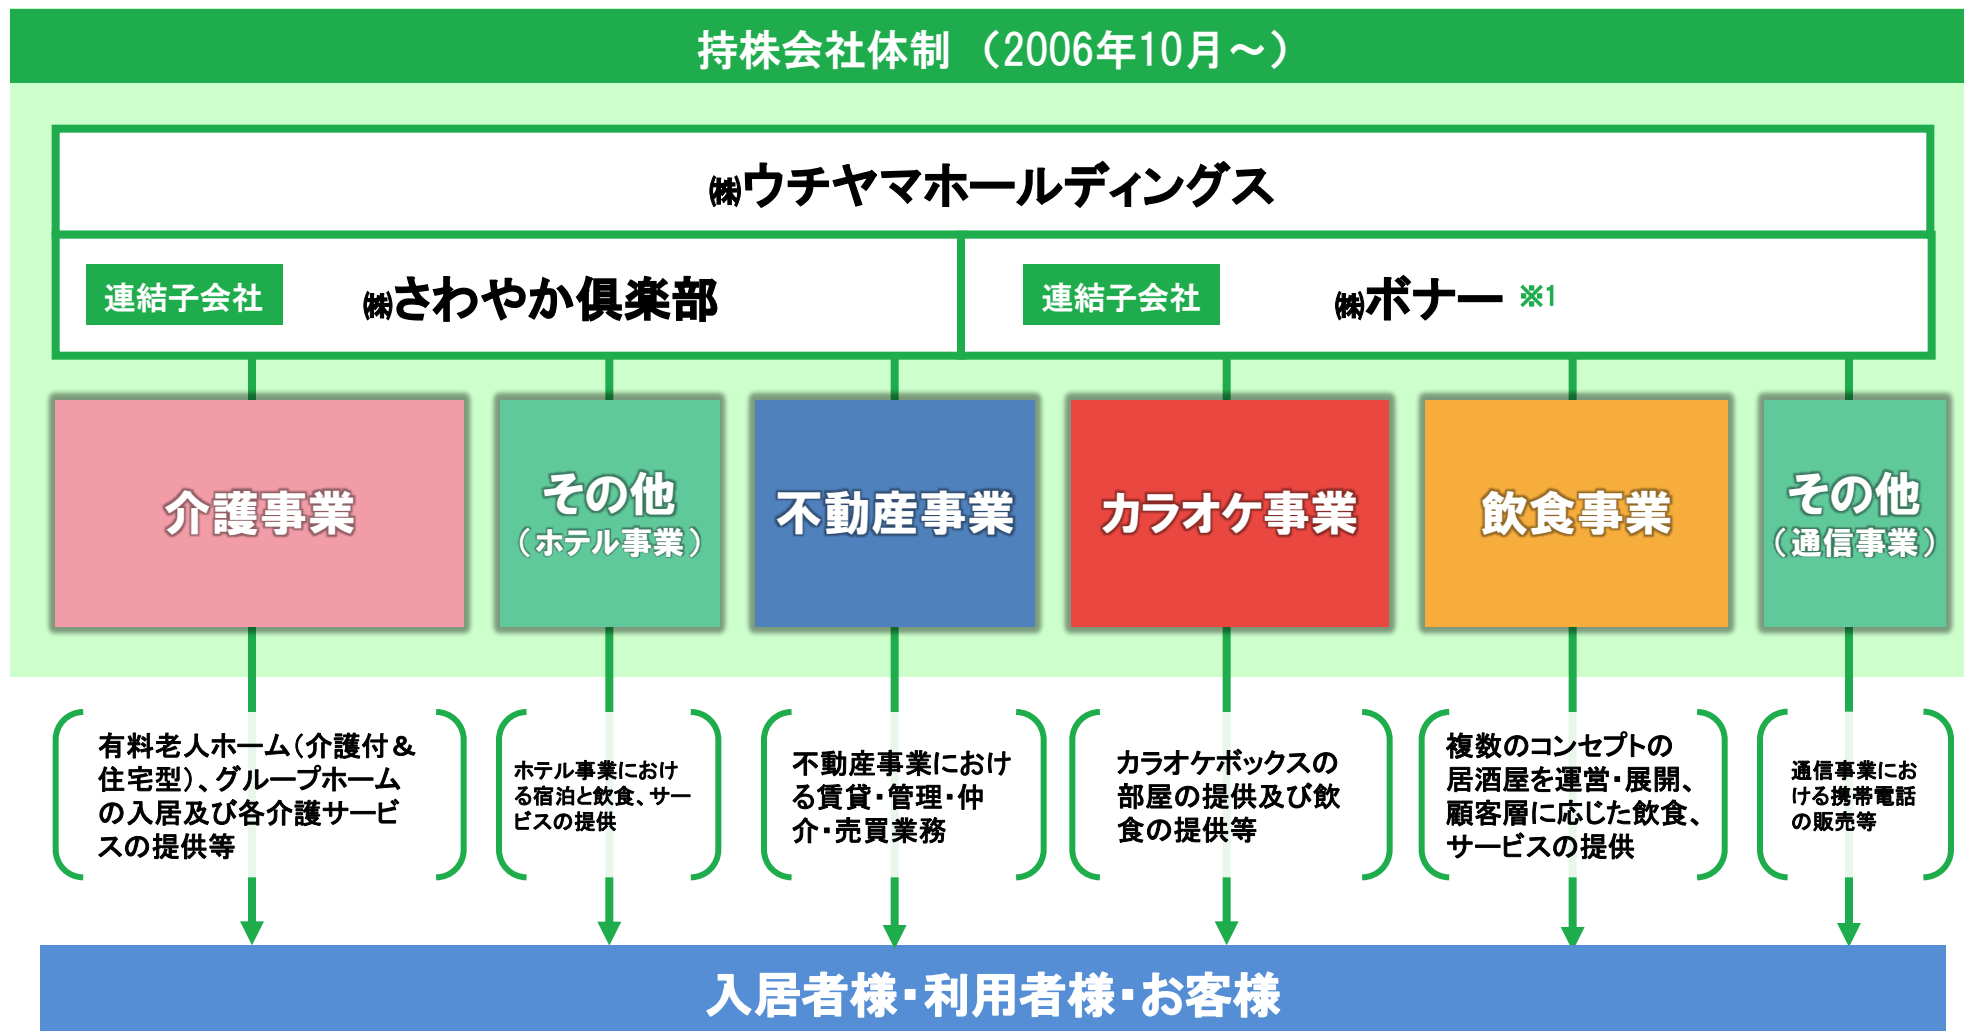 持株会社体制 （2006年10月～）
㈱ウチヤマホールディングス
連結子会社 ㈱さわやか倶楽部
連結子会社 ㈱ボナー ※1
介護事業
その他
（ホテル事業）
不動産事業
カラオケ事業
飲食事業
その他
（通信事業）
有料老人ホーム（介護付＆
住宅型）、グループホーム
の入居及び各介護サービ
スの提供等
ホテル事業におけ
る宿泊と飲食、サー
ビスの提供
不動産事業におけ
る賃貸・管理・仲
介・売買業務
カラオケボックスの
部屋の提供及び飲
食の提供等
複数のコンセプトの
居酒屋を運営・展開、
顧客層に応じた飲食、
サービスの提供
通信事業にお
ける携帯電話
の販売等
入居者様・利用者様・お客様